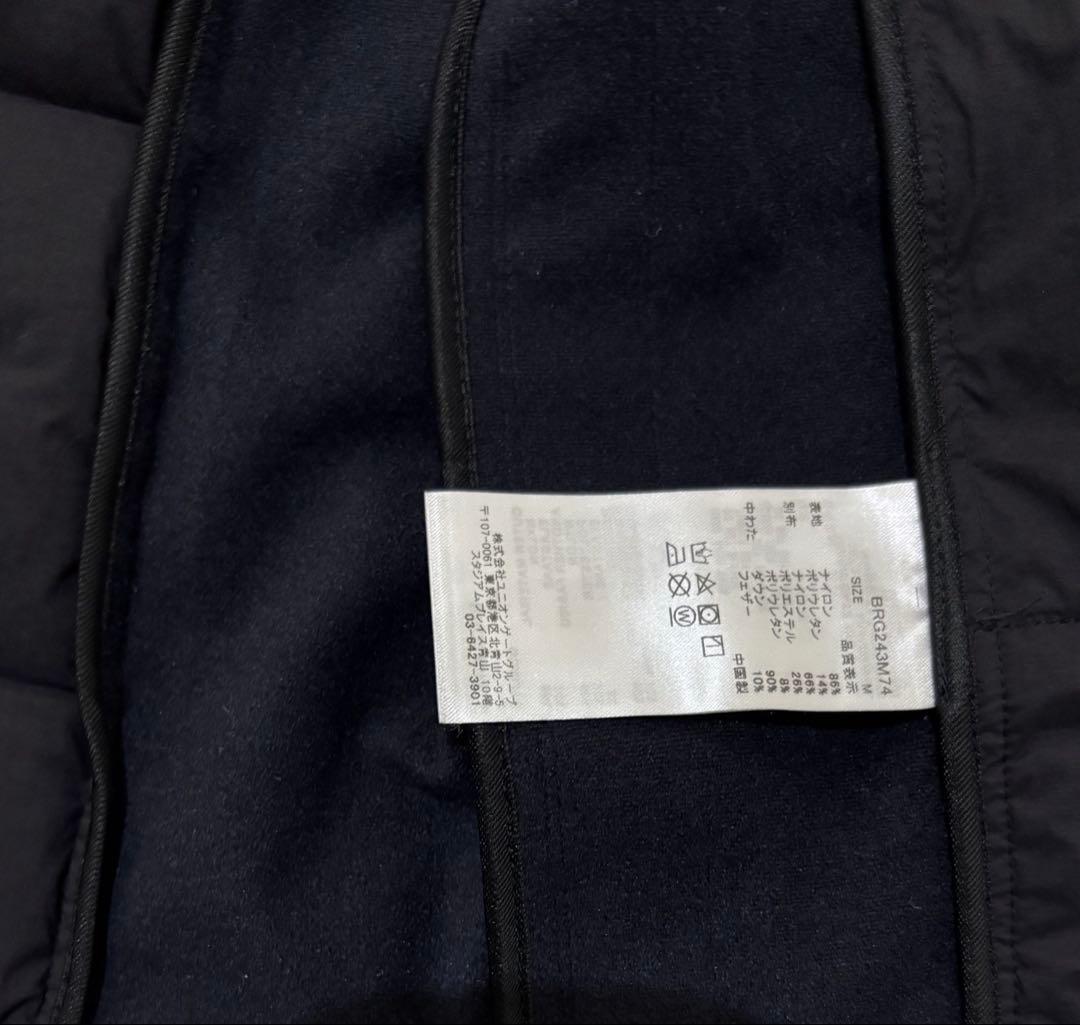 BRG243M74
SIZE M
品質表示
表地 ナイロン 86%
ポリウレタン 14%
別布 ナイロン 66%
ポリエステル 26%
ポリウレタン 8%
中わた ダウン 90%
フェザー 10%
中国製
W
株式会社ユニオンゲートグループ
〒107-0061 東京都港区北青山2-9-5
スタジアムプレイス青山 10階
03-6427-3901